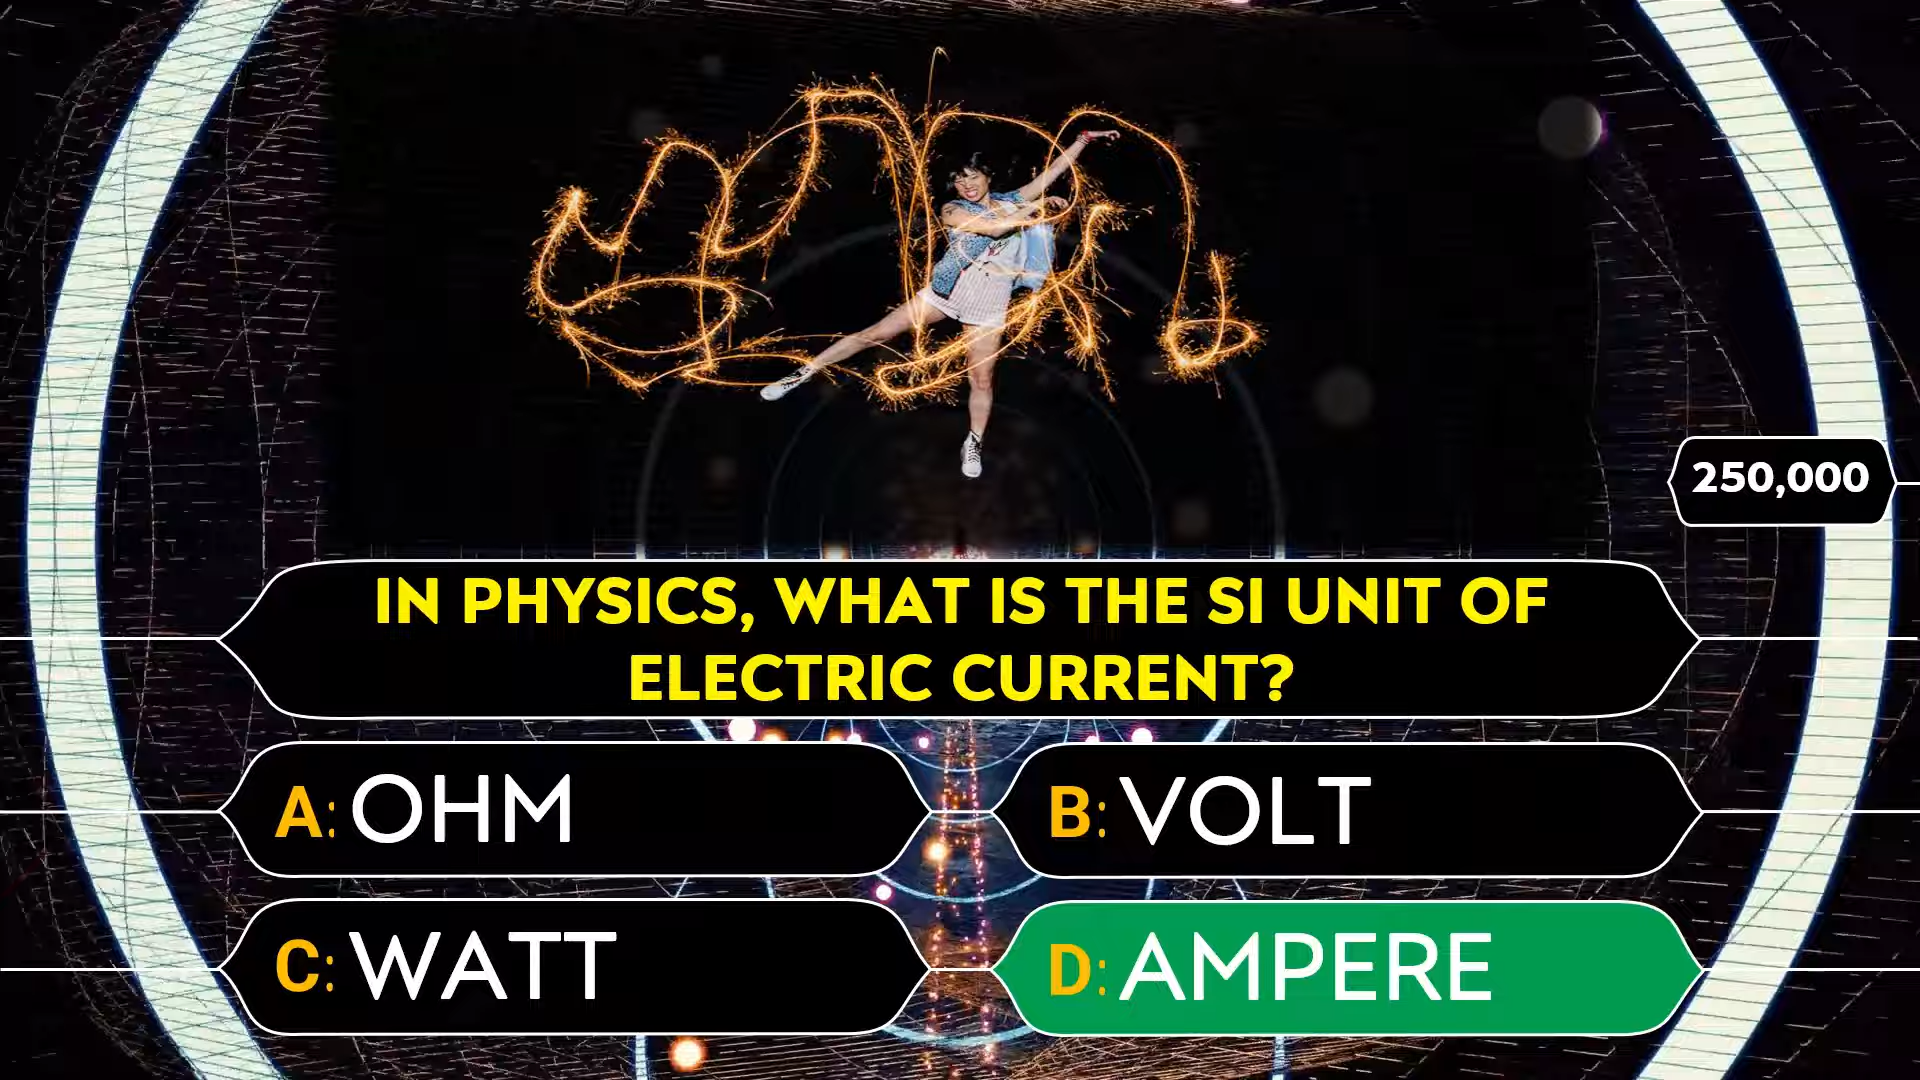 250,000
IN PHYSICS, WHAT IS THE SI UNIT OF
ELECTRIC CURRENT?
A: OHM
B: VOLT
C: WATT
D: AMPERE